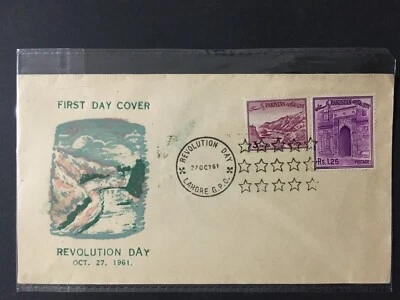 FIRST DAY COVER
PAKISTAN
PAKISTAN
Rs. 1.25
POSTAGE
REVOLUTION DAY
27 OCT 61
LAHORE G.P.O.
REVOLUTION DAY
OCT. 27, 1961.